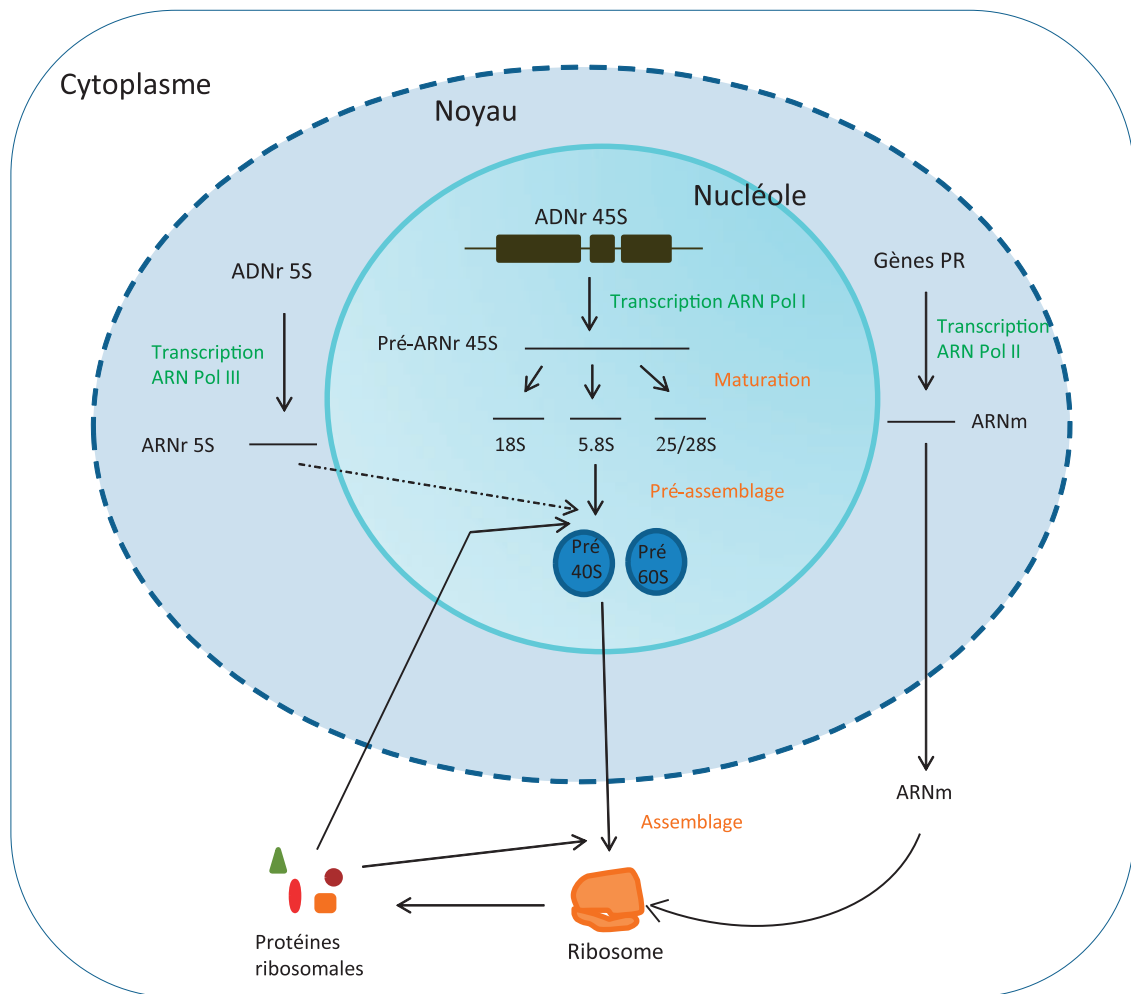 Cytoplasme
Noyau
Nucléole
ADNr 45S
Gènes PR
ADNr 5S
Transcription ARN Pol I
Transcription
ARN Pol II
Pré-ARNr 45S
Transcription
ARN Pol III
Maturation
ARNm
ARNr 5S
18S
5.8S
25/28S
Pré-assemblage
Pré
40S
Pré
60S
ARNm
Assemblage
Protéines
ribosomales
Ribosome